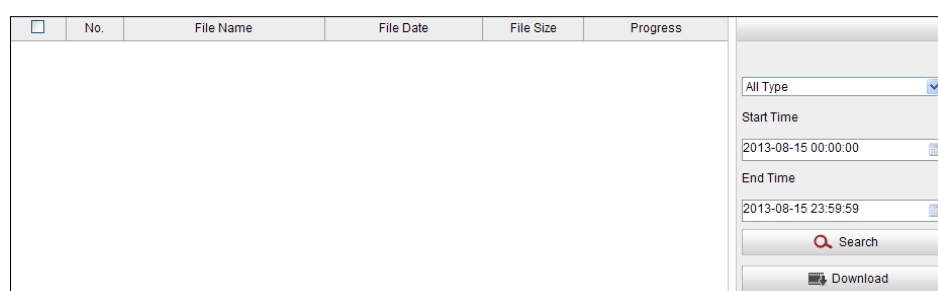 No. File Name File Date File Size Progress
All Type
Start Time
2013-08-15 00:00:00
End Time
2013-08-15 23:59:59
Search
Download